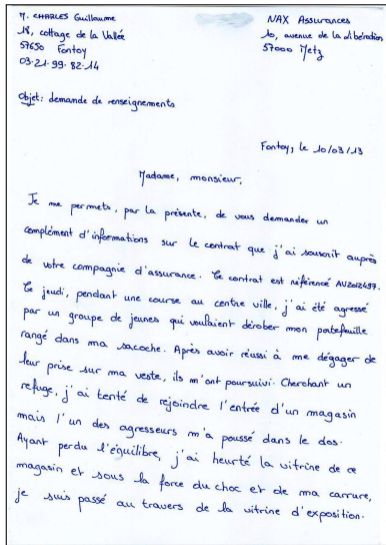 M. CHARLES Guillaume
18, cottage de la Vallée
57650 Fontoy
03.21.99.82.14
NAX Assurances
10, avenue de la libération
57000 Metz
Objet: demande de renseignements
Fontoy, le 10/03/13
Madame, monsieur,
Je me permets, par la présente, de vous demander un
complément d'informations sur le contrat que j'ai souscrit auprès
de votre compagnie d'assurance. Ce contrat est référencé AU2012697.
Ce jeudi, pendant une course au centre ville, j'ai été agressé
par un groupe de jeunes qui voulaient dérober mon portefeuille
rangé dans ma sacoche. Après avoir réussi à me dégager de
leur prise sur ma veste, ils m'ont poursuivi. Cherchant un
refuge, j'ai tenté de rejoindre l'entrée d'un magasin
mais l'un des agresseurs m'a poussé dans le dos.
Ayant perdu l'équilibre, j'ai heurté la vitrine de ce
magasin et sous la force du choc et de ma carrure,
je suis passé au travers de la vitrine d'exposition.